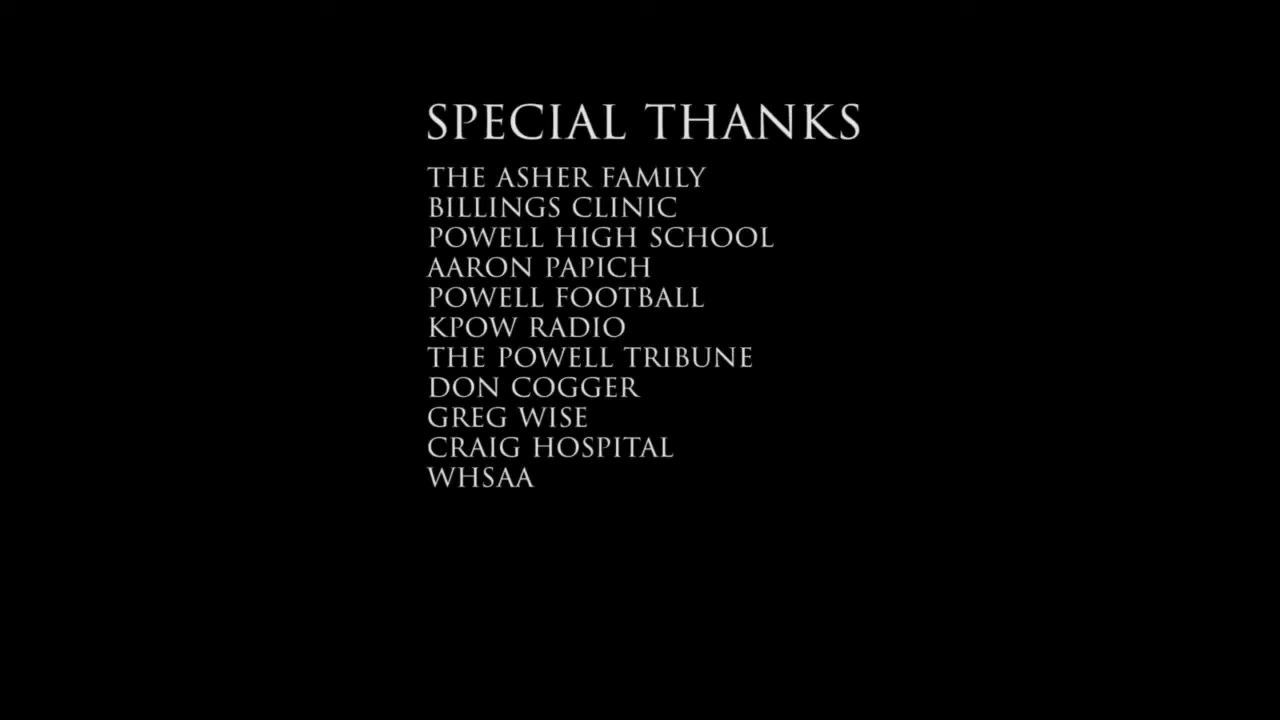 SPECIAL THANKS
THE ASHER FAMILY
BILLINGS CLINIC
POWELL HIGH SCHOOL
AARON PAPICH
POWELL FOOTBALL
KPOW RADIO
THE POWELL TRIBUNE
DON COGGER
GREG WISE
CRAIG HOSPITAL
WHSAA